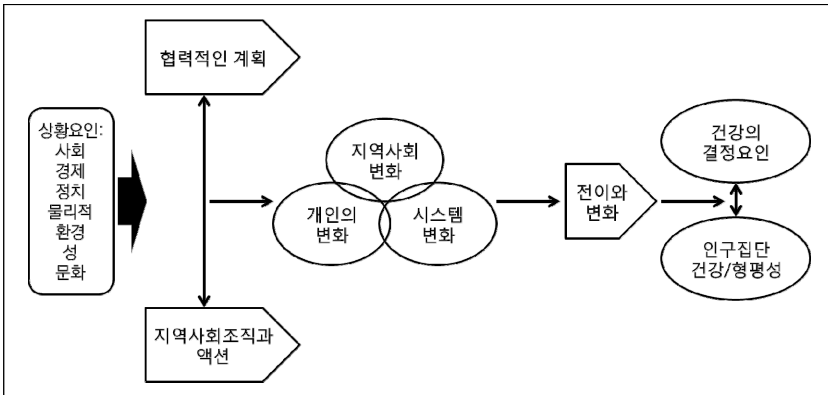 협력적인 계획
상황요인:
사회
경제
정치
물리적
환경
성
문화
지역사회
변화
개인의
변화
시스템
변화
지역사회조직과
액션
전이와
변화
건강의
결정요인
인구집단
건강/형평성